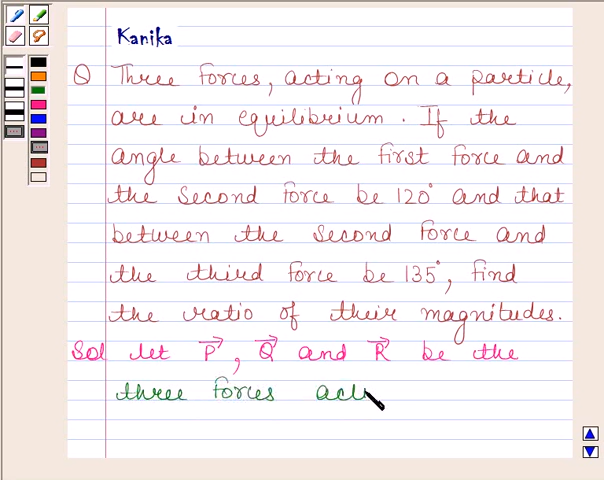 Kanika
Q Three forces, acting on a particle,
are in equilibrium. If the
angle between the first force and
the second force be 120° and that
between the second force and
the third force be 135°, find
the ratio of their magnitudes.
Sol let P⃗, Q⃗ and R⃗ be the
three forces acti